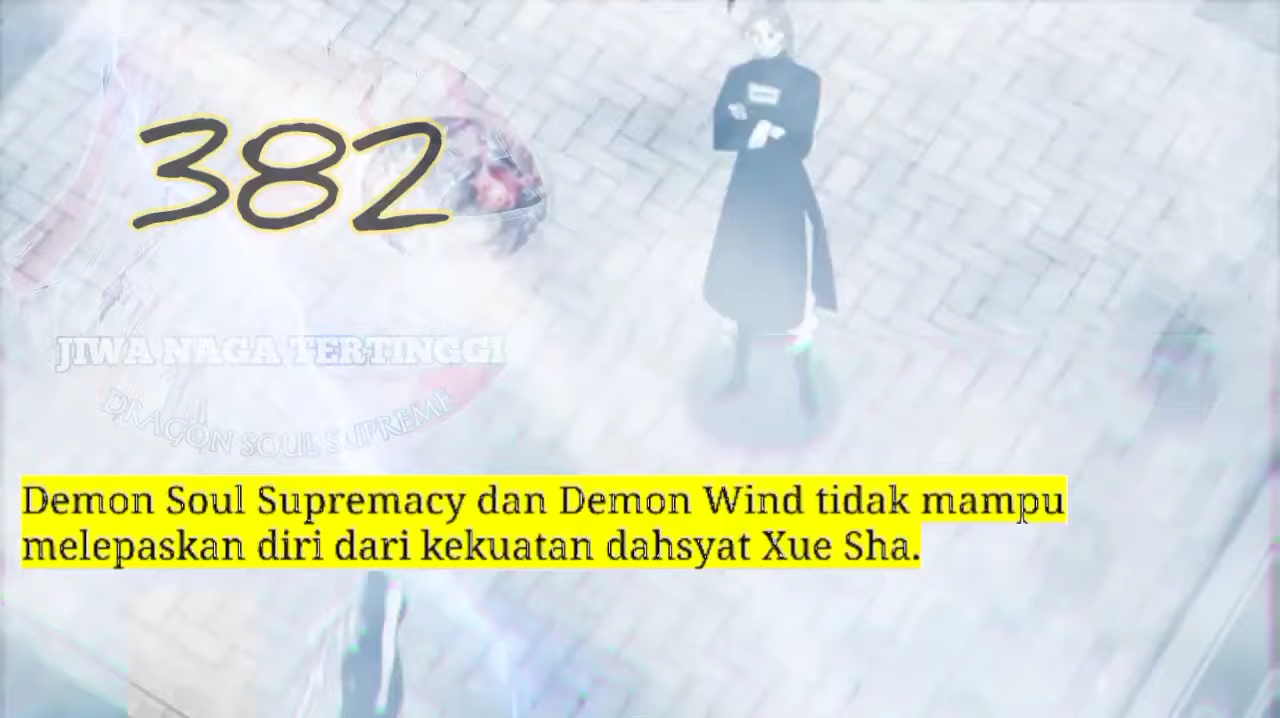 382
JIWA NAGA TERTINGGI
DRAGON SOUL SUPREME
Demon Soul Supremacy dan Demon Wind tidak mampu
melepaskan diri dari kekuatan dahsyat Xue Sha.